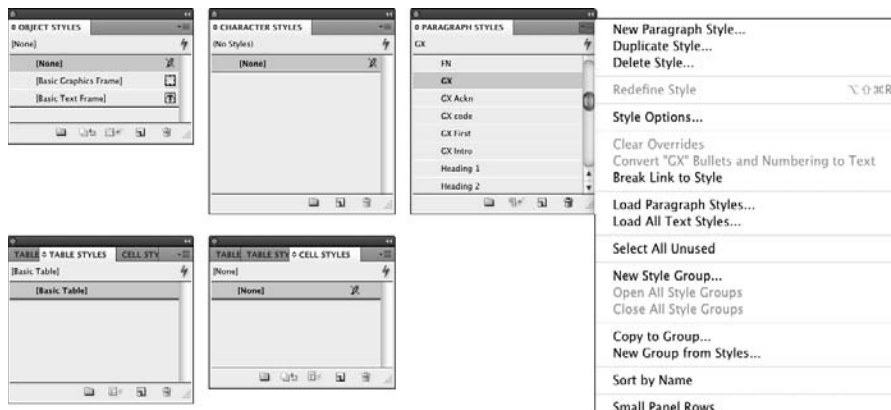 OBJECT STYLES
[None]
[None]
[Basic Graphics Frame]
[Basic Text Frame]
CHARACTER STYLES
(No Styles)
[None]
PARAGRAPH STYLES
GX
FN
GX
GX Ackn
GX code
GX First
GX Intro
Heading 1
Heading 2
New Paragraph Style...
Duplicate Style...
Delete Style...
Redefine Style ⌥⇧⌘R
Style Options...
Clear Overrides
Convert "GX" Bullets and Numbering to Text
Break Link to Style
Load Paragraph Styles...
Load All Text Styles...
Select All Unused
New Style Group...
Open All Style Groups
Close All Style Groups
Copy to Group...
New Group from Styles...
Sort by Name
Small Panel Rows
TABLE TABLE STYLES CELL STY
[Basic Table]
[Basic Table]
TABLE TABLE STY CELL STYLES
[None]
[None]